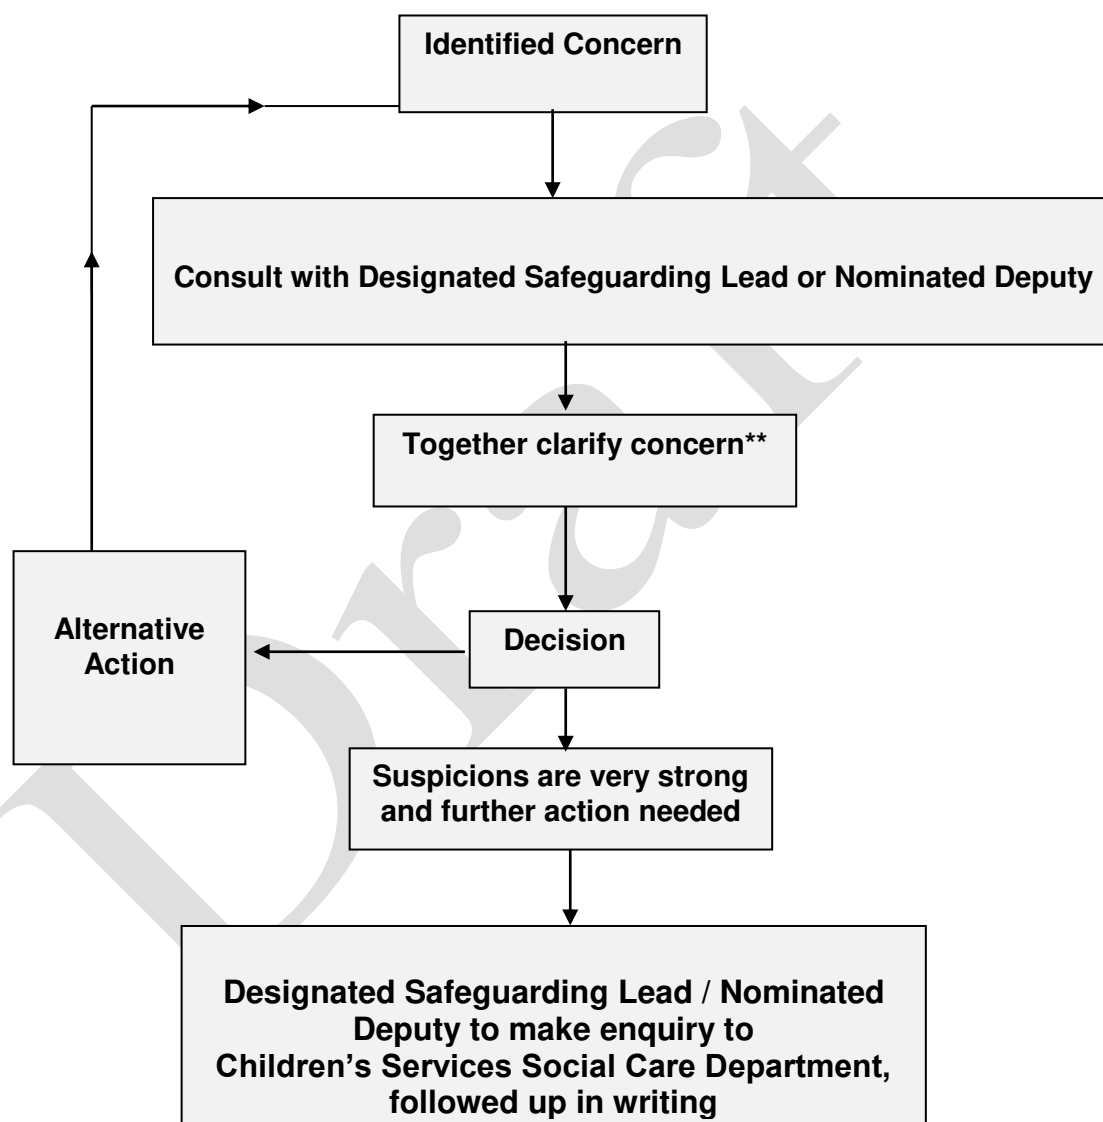 Identified Concern
Consult with Designated Safeguarding Lead or Nominated Deputy
Together clarify concern**
Alternative
Action
Decision
Suspicions are very strong
and further action needed
Designated Safeguarding Lead / Nominated
Deputy to make enquiry to
Children’s Services Social Care Department,
followed up in writing
Draft